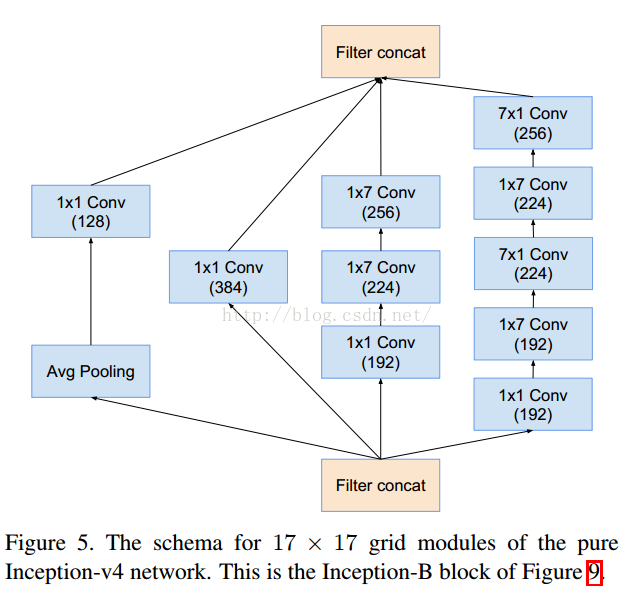 Filter concat
1x1 Conv
(128)
Avg Pooling
1x1 Conv
(384)
1x7 Conv
(256)
1x7 Conv
(224)
1x1 Conv
(192)
7x1 Conv
(256)
1x7 Conv
(224)
7x1 Conv
(224)
1x7 Conv
(192)
1x1 Conv
(192)
http://blog.csdn.net/
Filter concat
Figure 5. The schema for 17 × 17 grid modules of the pure
Inception-v4 network. This is the Inception-B block of Figure 9.